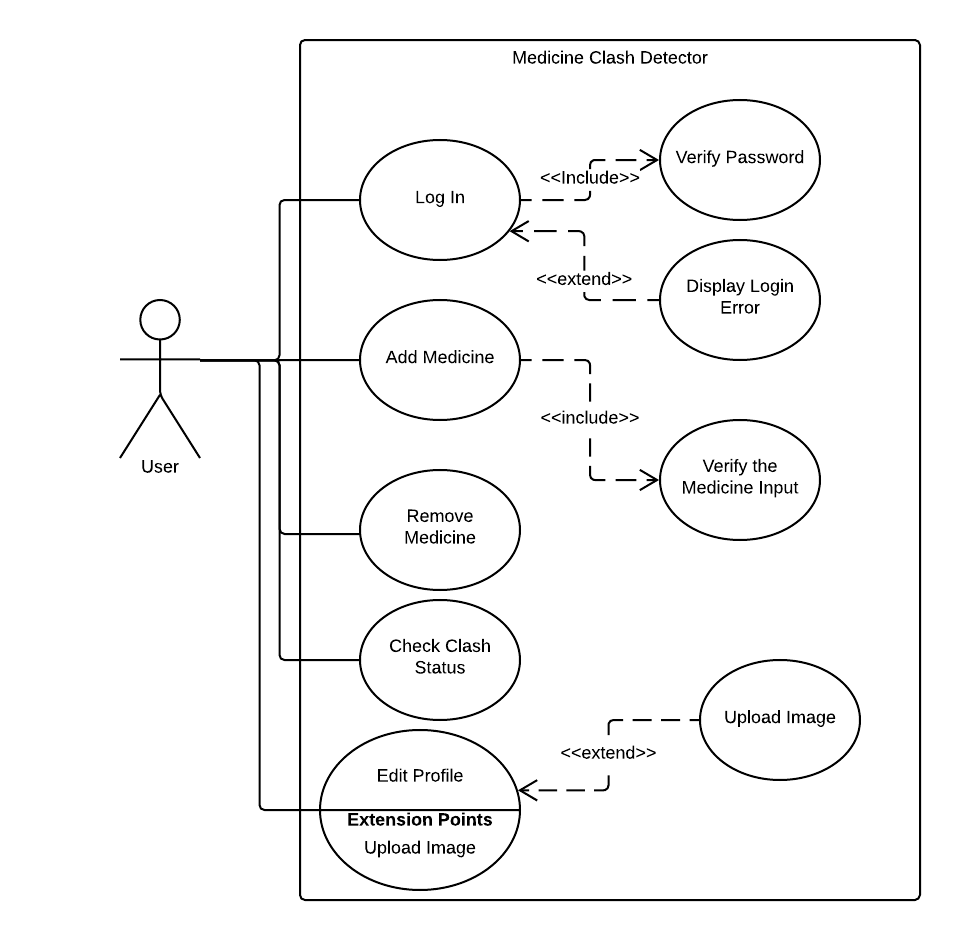 Medicine Clash Detector
Verify Password
<<Include>>
Log In
<<extend>>
Display Login
Error
Add Medicine
<<include>>
User
Verify the
Medicine Input
Remove
Medicine
Check Clash
Status
Upload Image
<<extend>>
Edit Profile
Extension Points
Upload Image